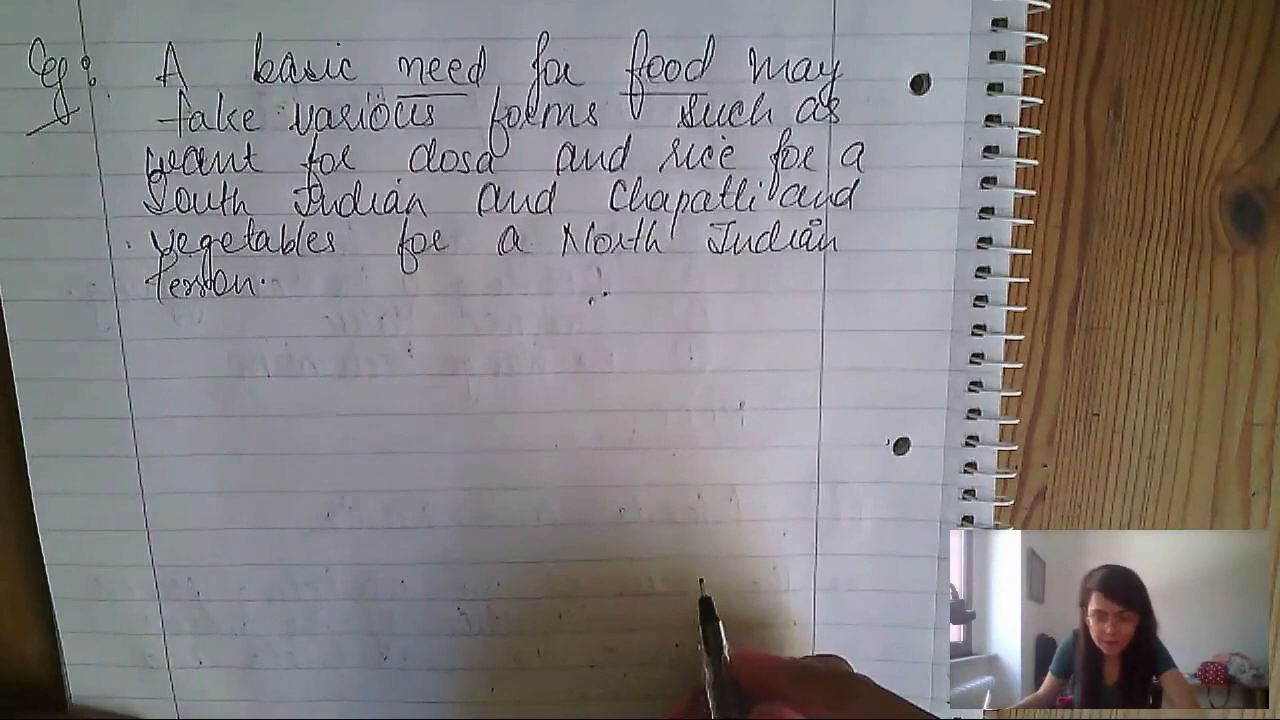 Eg: A basic need for food may
take various forms such as
want for dosa and rice for a
South Indian and Chapatti and
vegetables for a North Indian
Person.